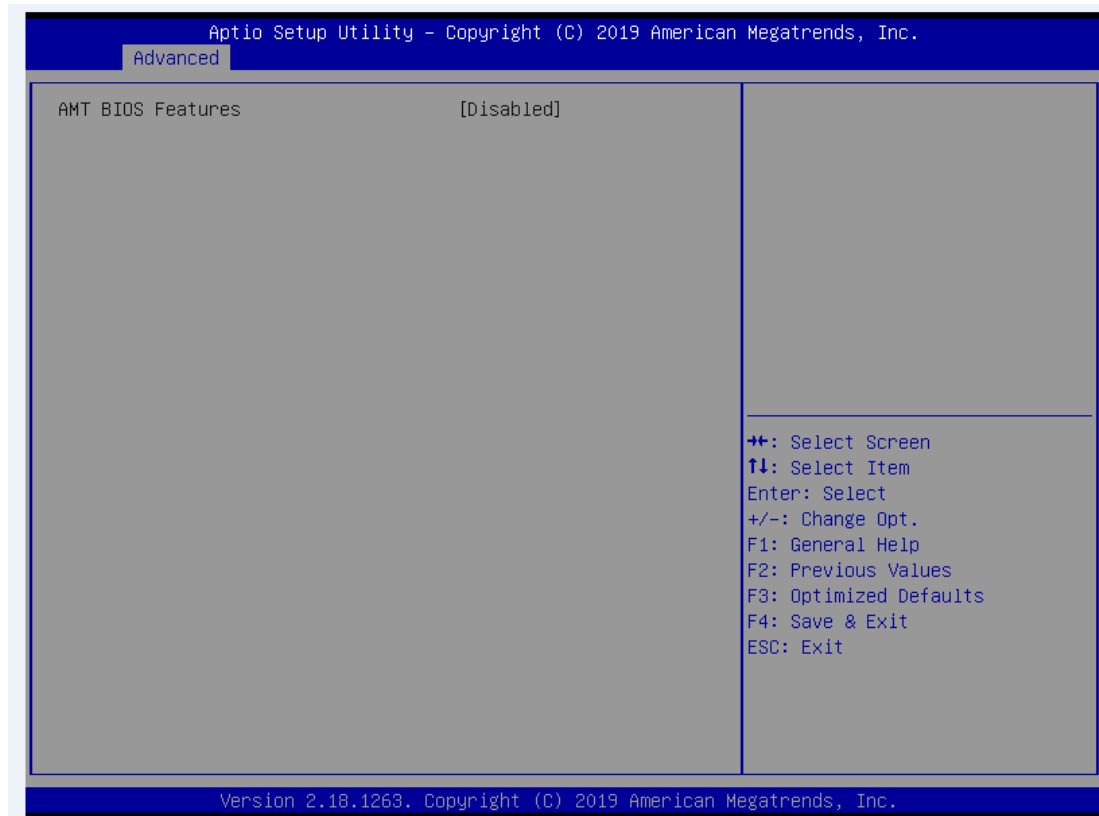 Aptio Setup Utility – Copyright (C) 2019 American Megatrends, Inc.
Advanced
AMT BIOS Features [Disabled]
→←: Select Screen
↑↓: Select Item
Enter: Select
+/-: Change Opt.
F1: General Help
F2: Previous Values
F3: Optimized Defaults
F4: Save & Exit
ESC: Exit
Version 2.18.1263. Copyright (C) 2019 American Megatrends, Inc.